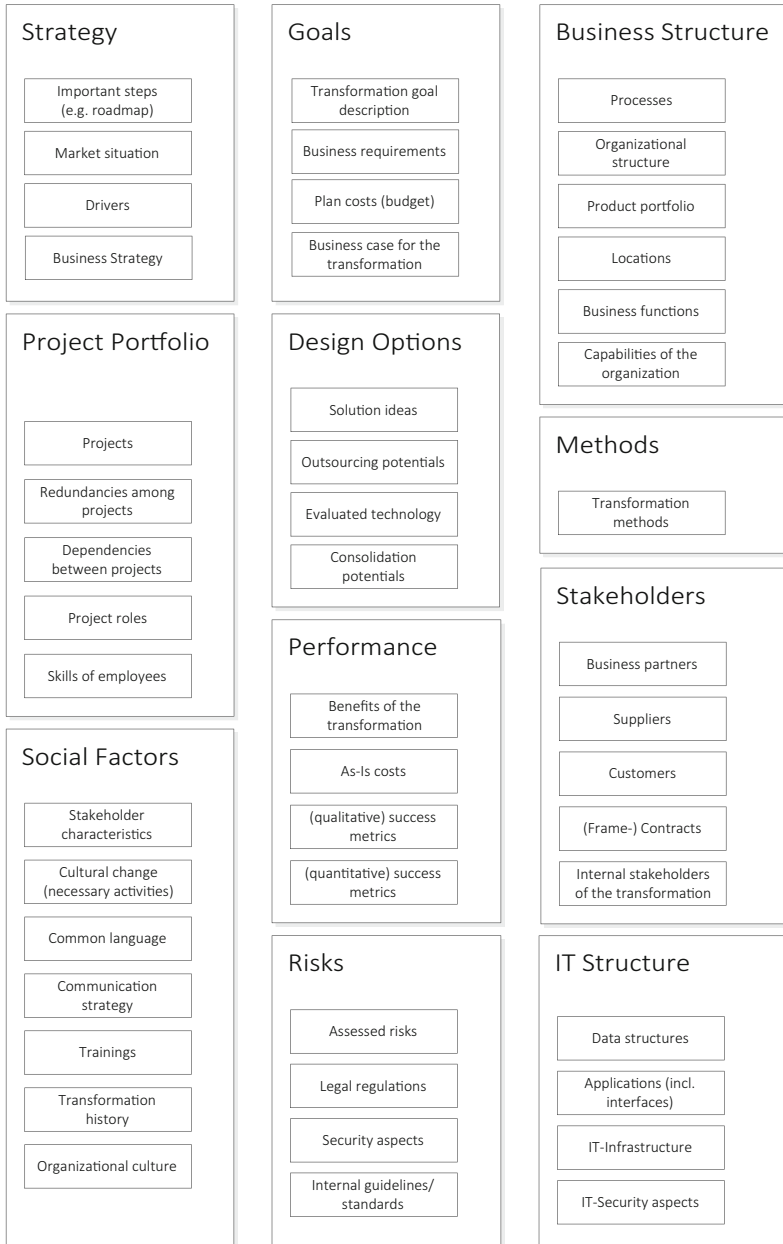 Strategy
Important steps
(e.g. roadmap)
Market situation
Drivers
Business Strategy
Project Portfolio
Projects
Redundancies among
projects
Dependencies
between projects
Project roles
Skills of employees
Social Factors
Stakeholder
characteristics
Cultural change
(necessary activities)
Common language
Communication
strategy
Trainings
Transformation
history
Organizational culture
Goals
Transformation goal
description
Business requirements
Plan costs (budget)
Business case for the
transformation
Design Options
Solution ideas
Outsourcing potentials
Evaluated technology
Consolidation
potentials
Performance
Benefits of the
transformation
As-Is costs
(qualitative) success
metrics
(quantitative) success
metrics
Risks
Assessed risks
Legal regulations
Security aspects
Internal guidelines/
standards
Business Structure
Processes
Organizational
structure
Product portfolio
Locations
Business functions
Capabilities of the
organization
Methods
Transformation
methods
Stakeholders
Business partners
Suppliers
Customers
(Frame-) Contracts
Internal stakeholders
of the transformation
IT Structure
Data structures
Applications (incl.
interfaces)
IT-Infrastructure
IT-Security aspects